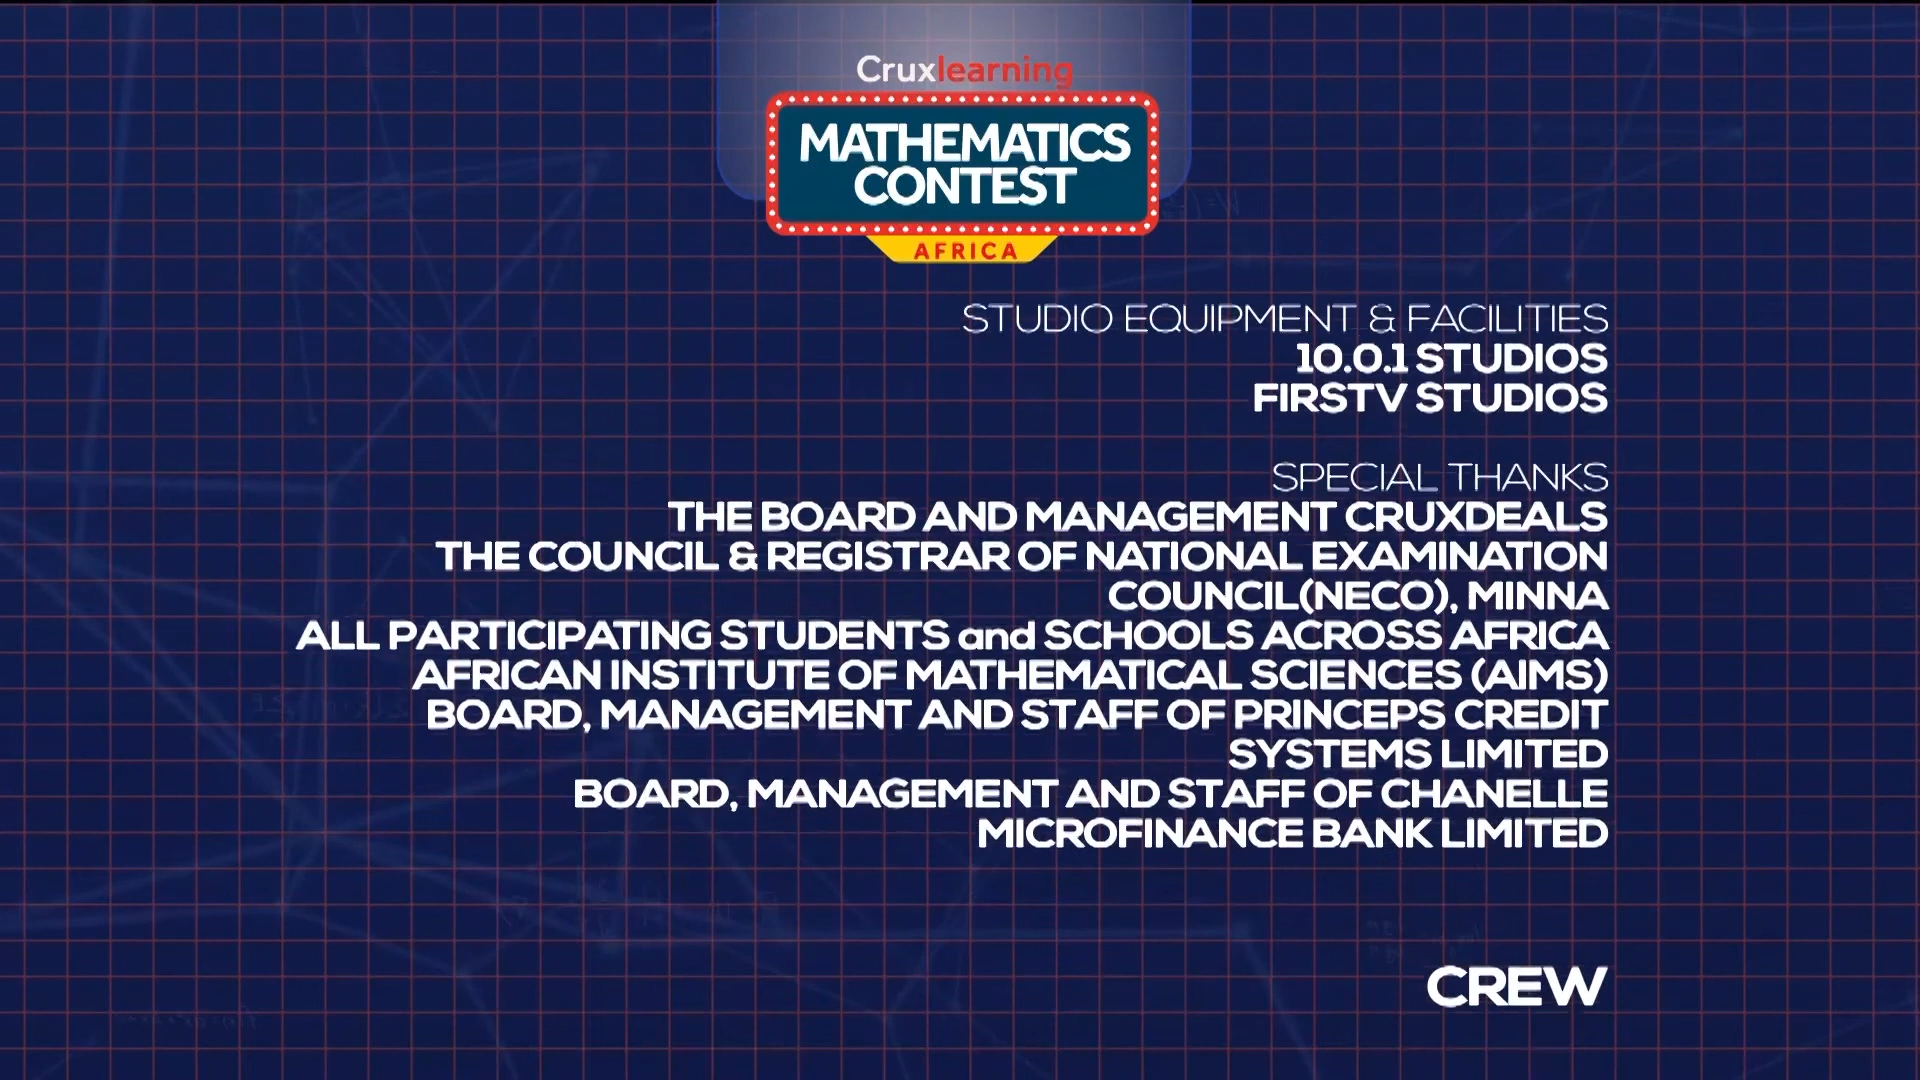 Cruxlearning
MATHEMATICS
CONTEST
AFRICA
STUDIO EQUIPMENT & FACILITIES
10.0.1 STUDIOS
FIRSTV STUDIOS
SPECIAL THANKS
THE BOARD AND MANAGEMENT CRUXDEALS
THE COUNCIL & REGISTRAR OF NATIONAL EXAMINATION
COUNCIL(NECO), MINNA
ALL PARTICIPATING STUDENTS and SCHOOLS ACROSS AFRICA
AFRICAN INSTITUTE OF MATHEMATICAL SCIENCES (AIMS)
BOARD, MANAGEMENT AND STAFF OF PRINCEPS CREDIT
SYSTEMS LIMITED
BOARD, MANAGEMENT AND STAFF OF CHANELLE
MICROFINANCE BANK LIMITED
CREW